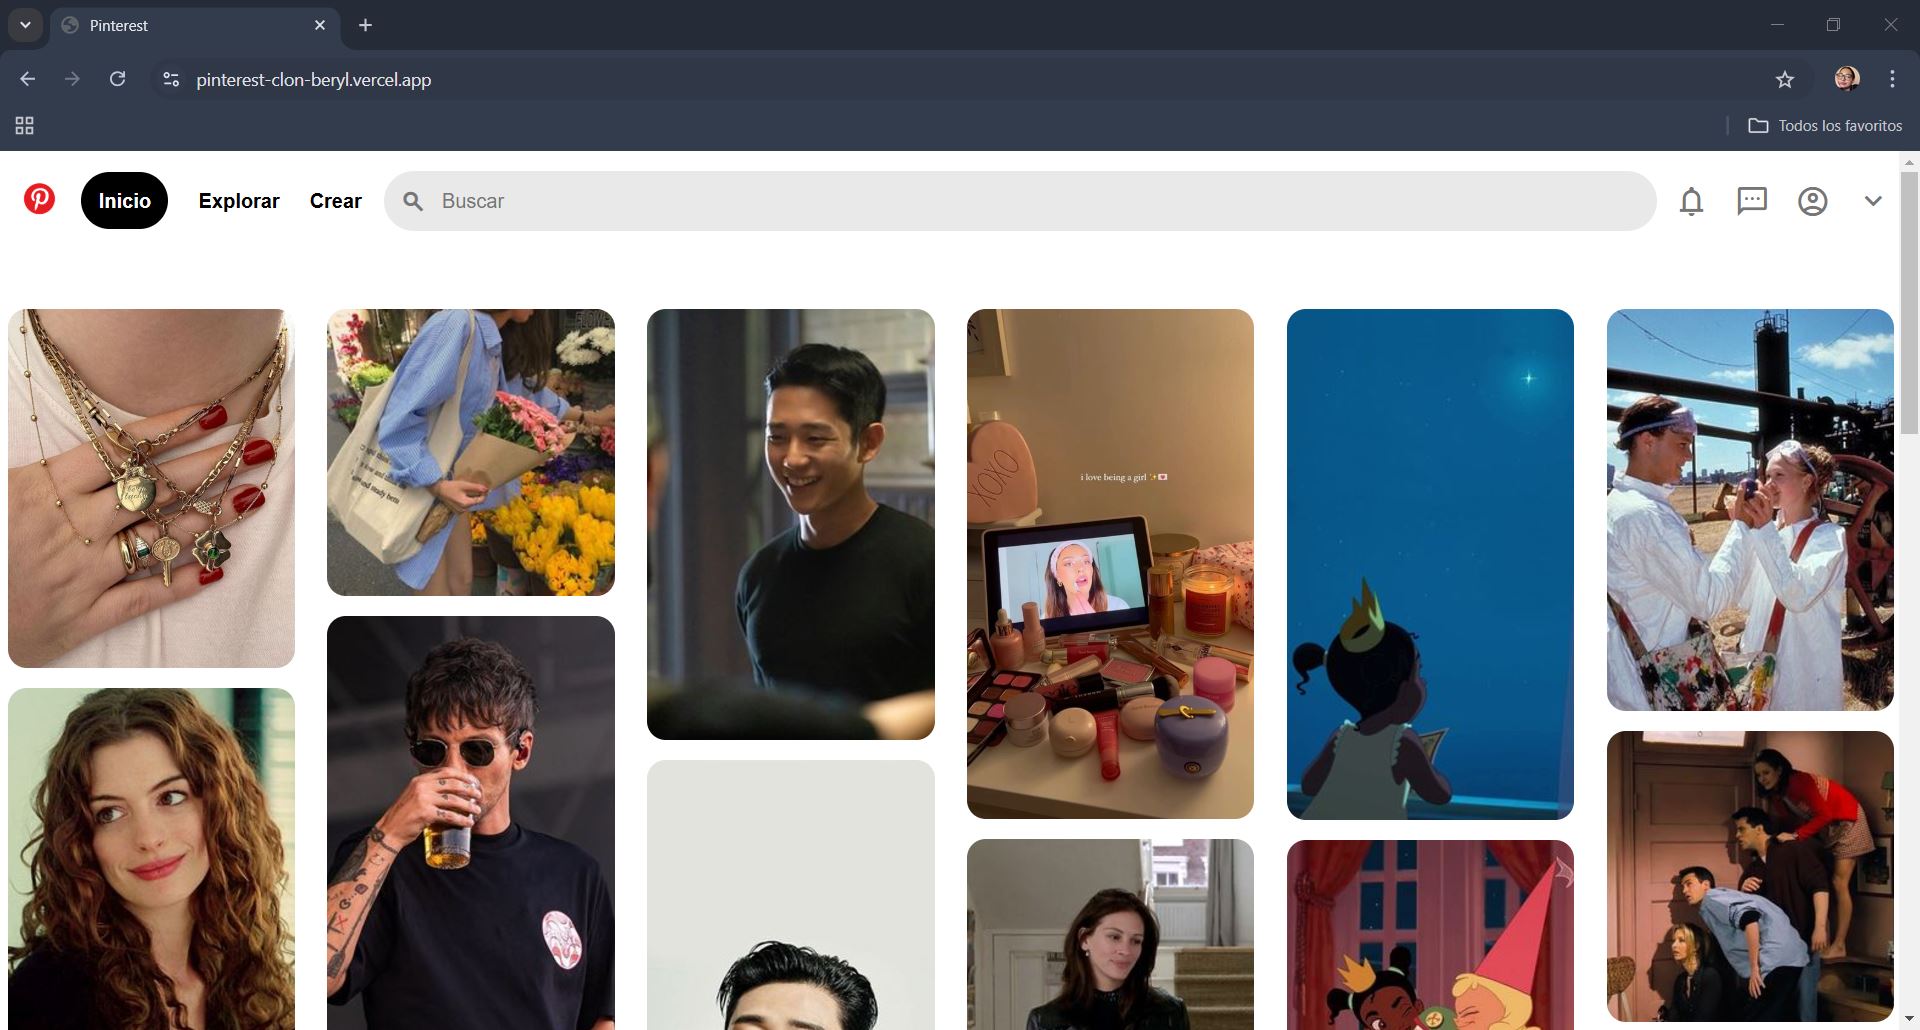 Pinterest
pinterest-clon-beryl.vercel.app
Todos los favoritos
Inicio
Explorar
Crear
Buscar
XOXO
i love being a girl